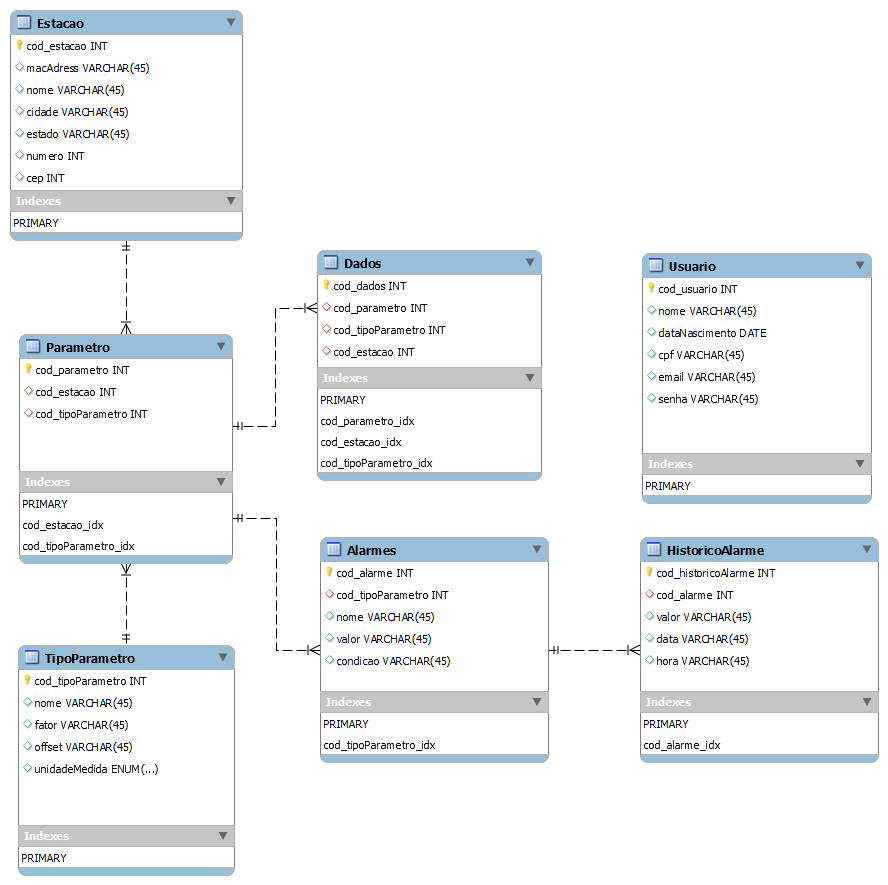 Estacao
cod_estacao INT
macAdress VARCHAR(45)
nome VARCHAR(45)
cidade VARCHAR(45)
estado VARCHAR(45)
numero INT
cep INT
Indexes
PRIMARY
Parametro
cod_parametro INT
cod_estacao INT
cod_tipoParametro INT
Indexes
PRIMARY
cod_estacao_idx
cod_tipoParametro_idx
TipoParametro
cod_tipoParametro INT
nome VARCHAR(45)
fator VARCHAR(45)
offset VARCHAR(45)
unidadeMedida ENUM(...)
Indexes
PRIMARY
Dados
cod_dados INT
cod_parametro INT
cod_tipoParametro INT
cod_estacao INT
Indexes
PRIMARY
cod_parametro_idx
cod_estacao_idx
cod_tipoParametro_idx
Alarmes
cod_alarme INT
cod_tipoParametro INT
nome VARCHAR(45)
valor VARCHAR(45)
condicao VARCHAR(45)
Indexes
PRIMARY
cod_tipoParametro_idx
Usuario
cod_usuario INT
nome VARCHAR(45)
dataNascimento DATE
cpf VARCHAR(45)
email VARCHAR(45)
senha VARCHAR(45)
Indexes
PRIMARY
HistoricoAlarme
cod_historicoAlarme INT
cod_alarme INT
valor VARCHAR(45)
data VARCHAR(45)
hora VARCHAR(45)
Indexes
PRIMARY
cod_alarme_idx